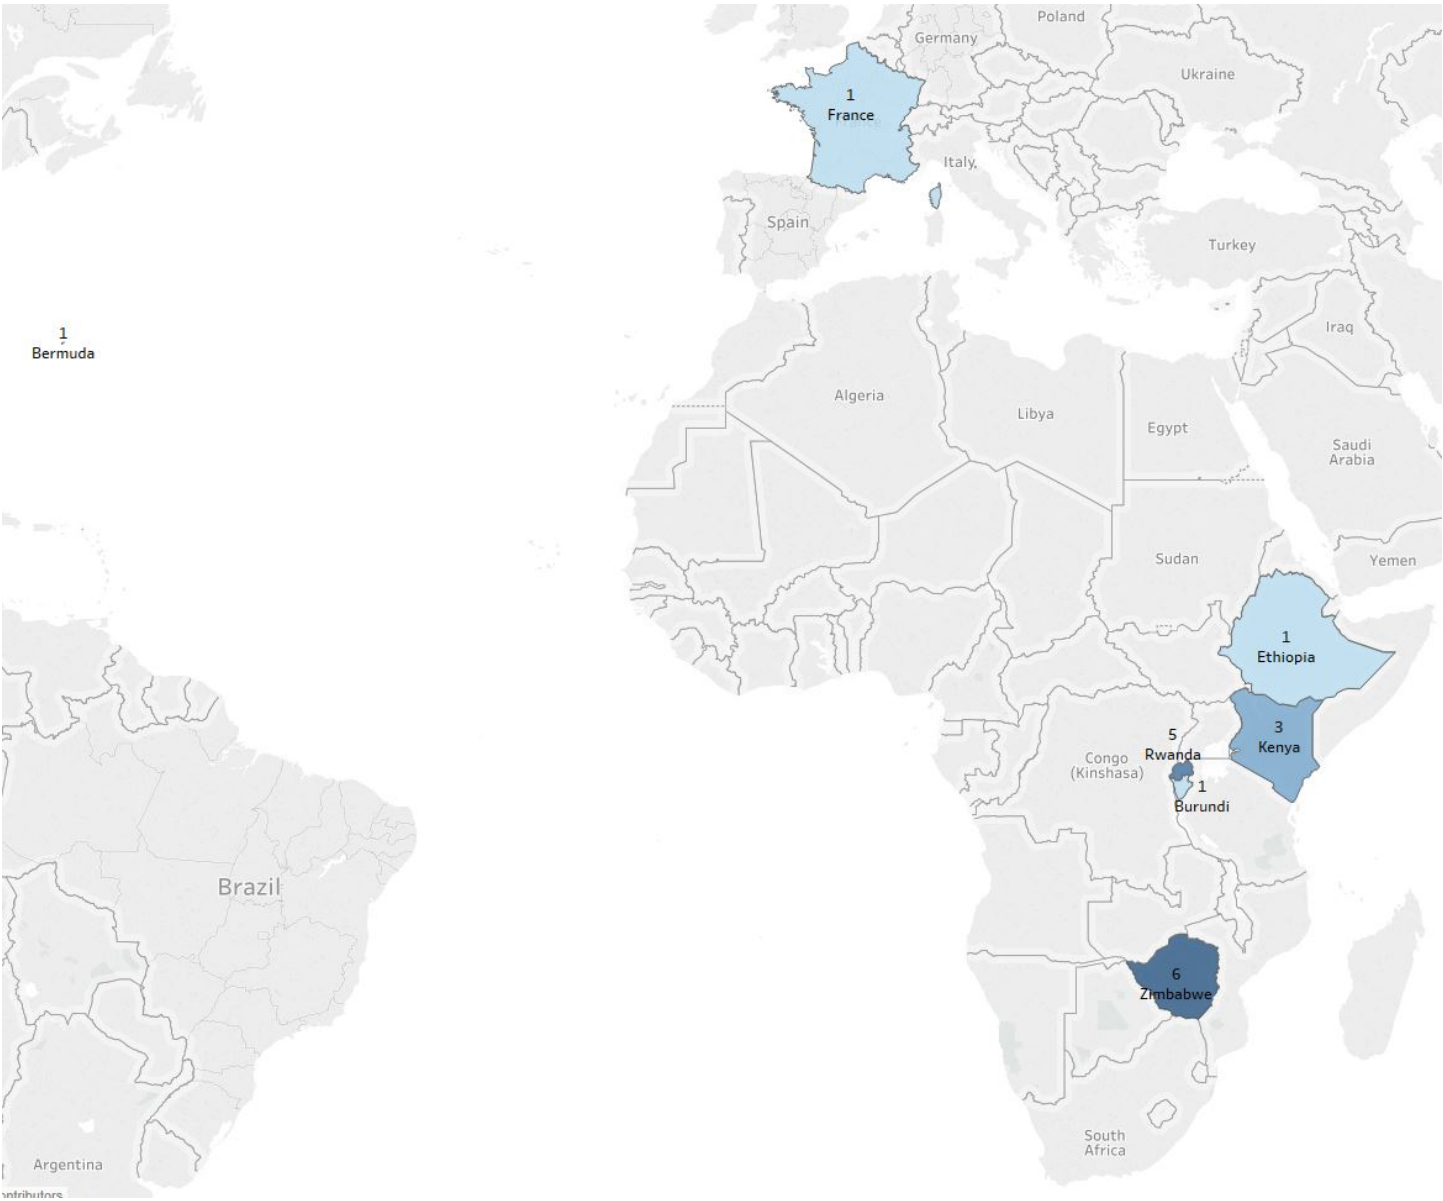 Poland
Germany
Ukraine
1
France
Italy
Spain
Turkey
1
Bermuda
Iraq
Algeria
Libya
Egypt
Saudi
Arabia
Sudan
Yemen
1
Ethiopia
3
Kenya
5
Rwanda
Congo
(Kinshasa)
1
Burundi
Brazil
6
Zimbabwe
South
Africa
Argentina
ontributors